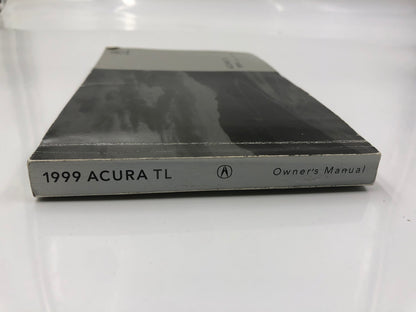 1999 ACURA TL Owner's Manual